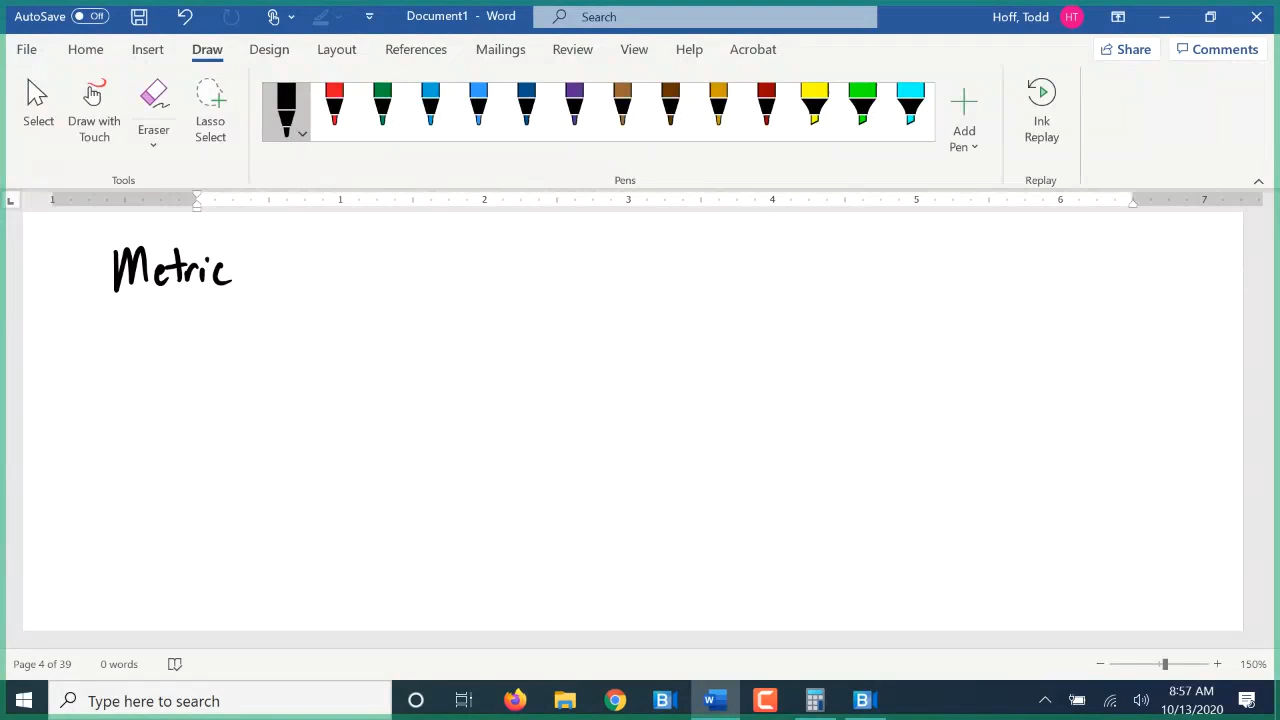 AutoSave Off Document1 - Word Search Hoff, Todd HT
File Home Insert Draw Design Layout References Mailings Review View Help Acrobat Share Comments
Select Draw with Touch Eraser Lasso Select Add Pen Ink Replay
Tools Pens Replay
1 1 2 3 4 5 6 7
Metric
Page 4 of 39 0 words 150%
Type here to search 8:57 AM
10/13/2020